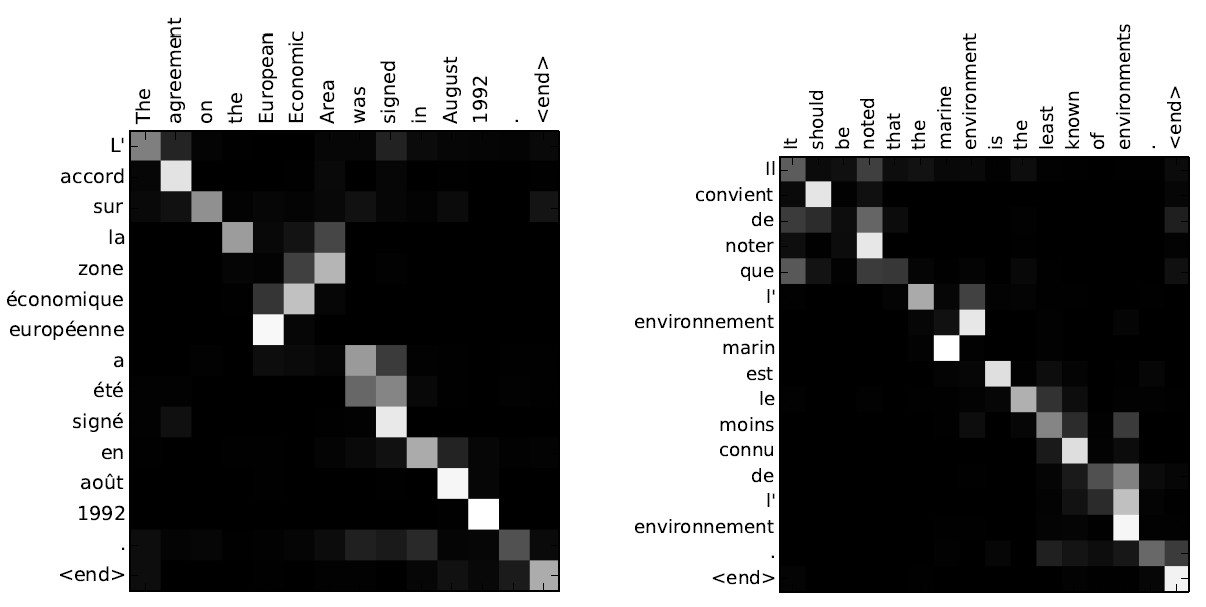 The agreement on the European Economic Area was signed in August 1992 . <end>
L'
accord
sur
la
zone
économique
européenne
a
été
signé
en
août
1992
.
<end>
It should be noted that the marine environment is the least known of environments . <end>
Il
convient
de
noter
que
l'
environnement
marin
est
le
moins
connu
de
l'
environnement
.
<end>